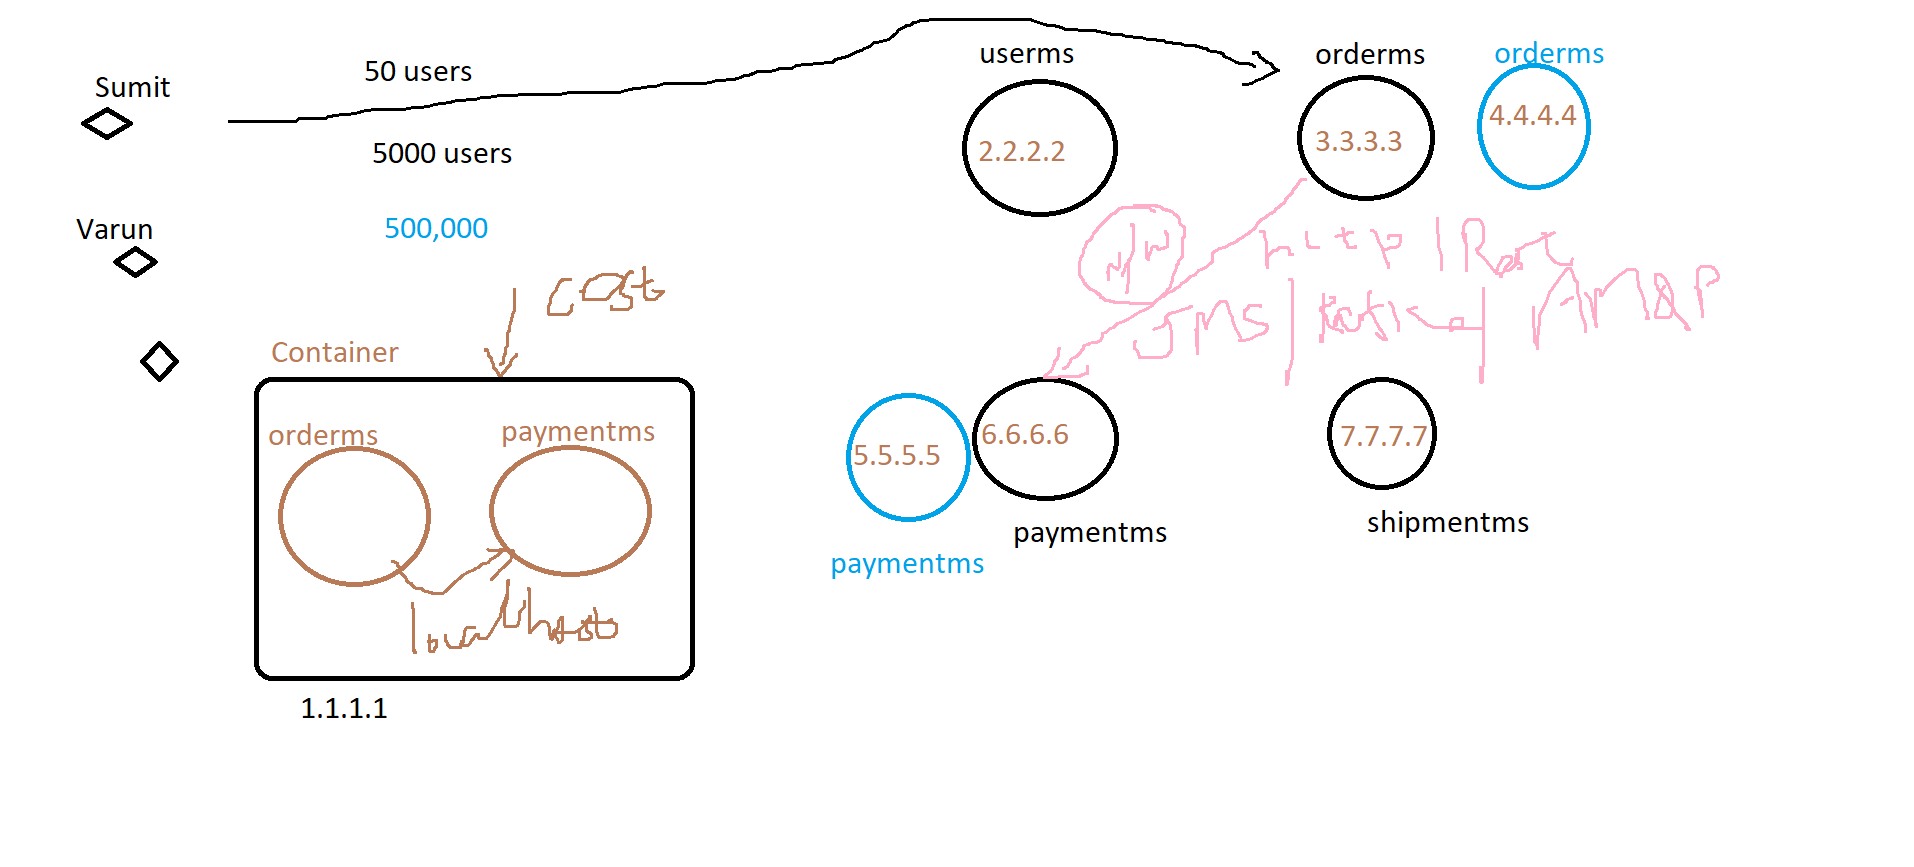 Sumit
50 users
5000 users
Varun
500,000
cost
userms
2.2.2.2
orderms
3.3.3.3
orderms
4.4.4.4
n/w
http | Rest
JMS | Kafka | AMQP
Container
orderms
paymentms
localhost
1.1.1.1
5.5.5.5
paymentms
6.6.6.6
paymentms
7.7.7.7
shipmentms